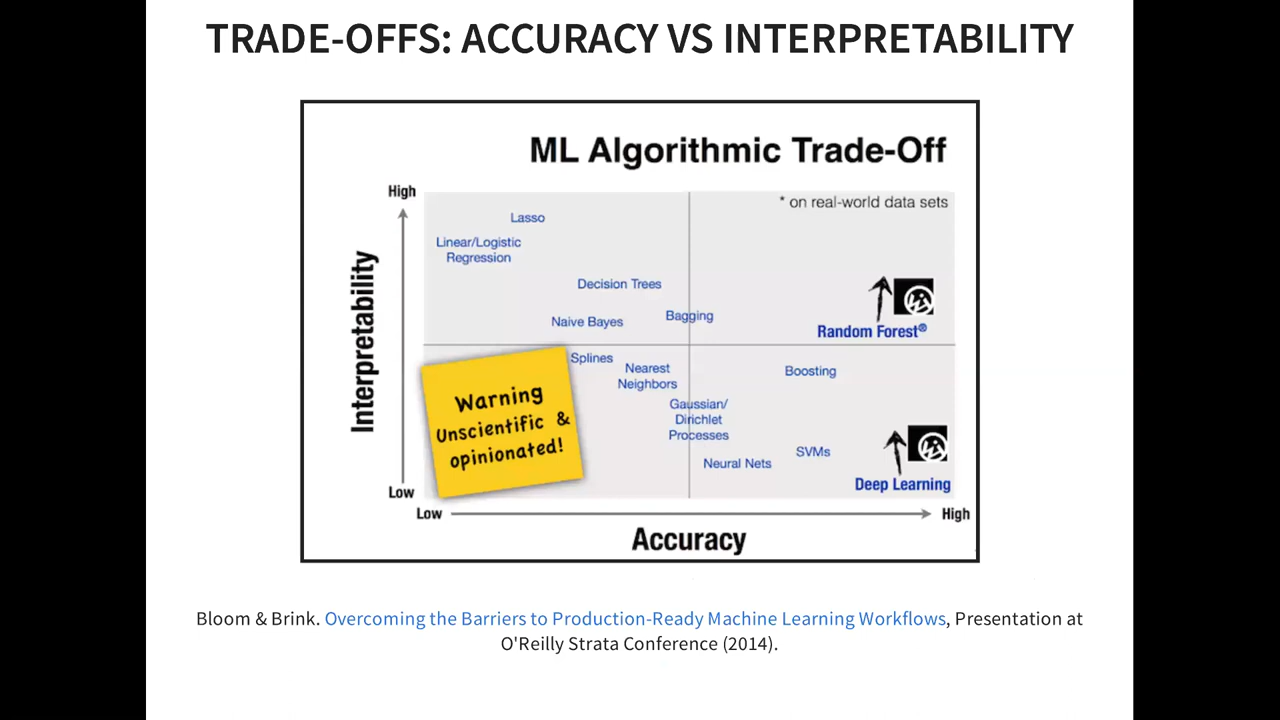 TRADE-OFFS: ACCURACY VS INTERPRETABILITY
ML Algorithmic Trade-Off
High
* on real-world data sets
Lasso
Linear/Logistic
Regression
Decision Trees
Naive Bayes
Bagging
Random Forest®
Interpretability
Splines
Nearest
Neighbors
Boosting
Gaussian/
Dirichlet
Processes
Warning
Unscientific &
opinionated!
Neural Nets
SVMs
Deep Learning
Low
Low
High
Accuracy
Bloom & Brink. Overcoming the Barriers to Production-Ready Machine Learning Workflows, Presentation at
O'Reilly Strata Conference (2014).